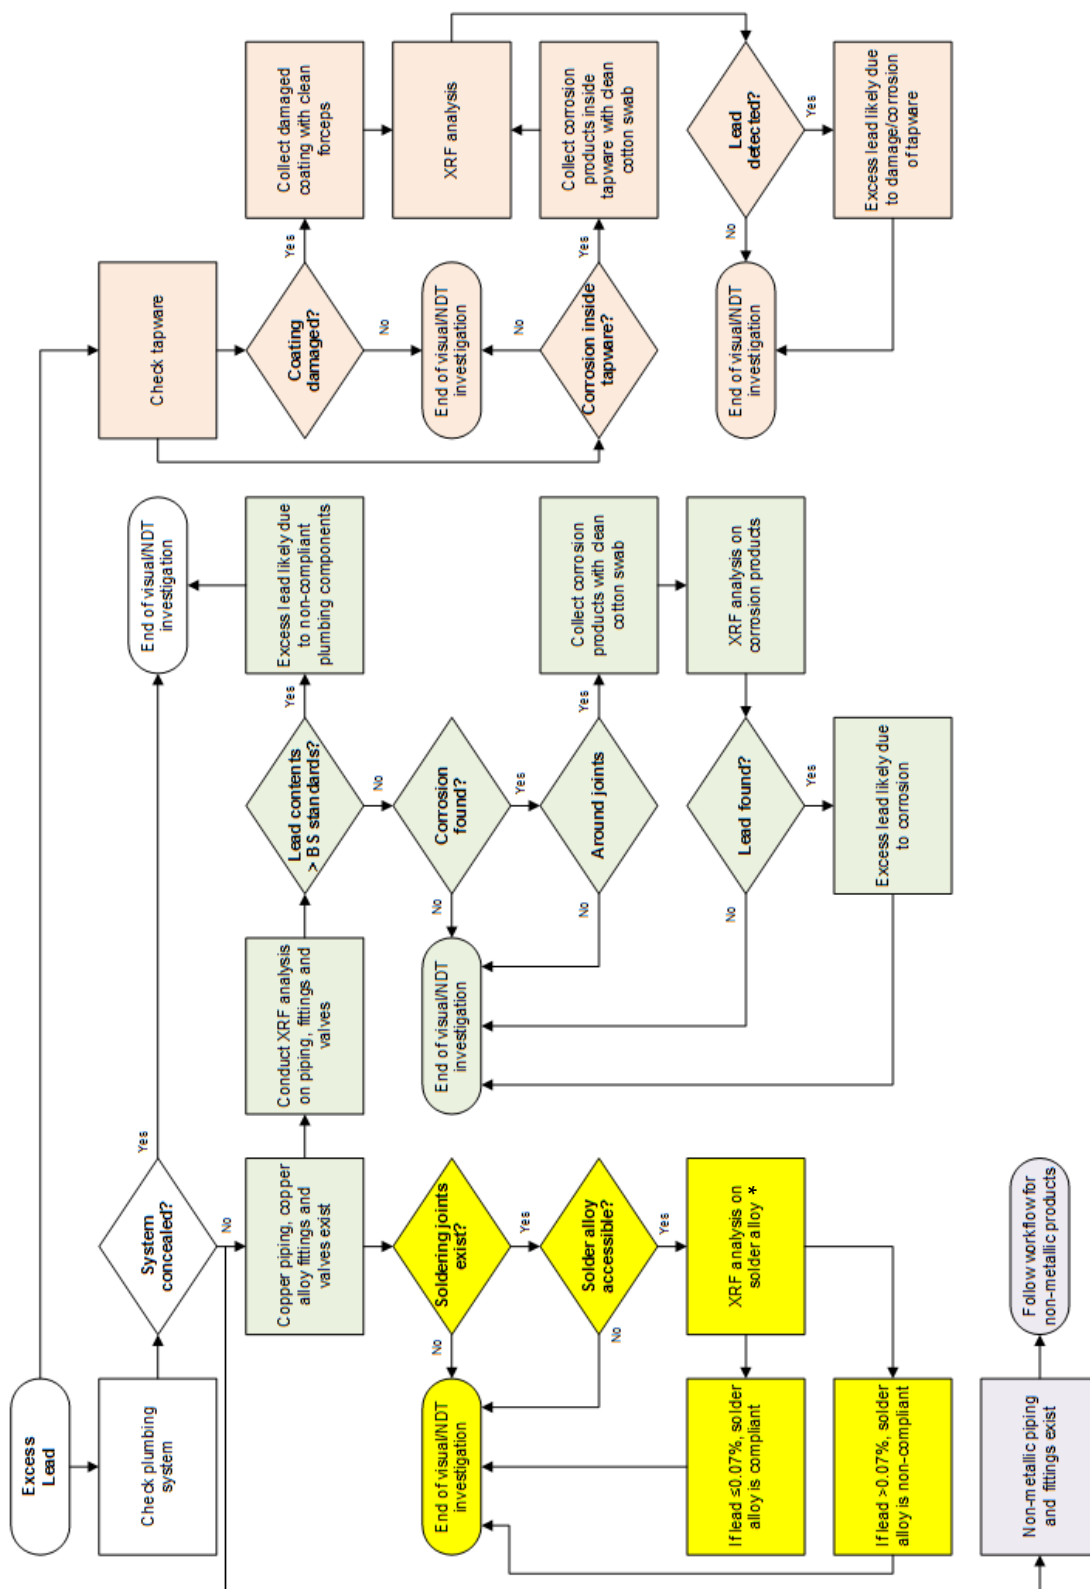 Excess
Lead
Check plumbing
system
System
concealed?
Yes
No
End of visual/NDT
investigation
Check tapware
Coating
damaged?
Yes
No
Collect damaged
coating with clean
forceps
XRF analysis
End of visual/NDT
investigation
Corrosion inside
tapware?
No
Yes
Collect corrosion
products inside
tapware with clean
cotton swab
Lead
detected?
No
Yes
End of visual/NDT
investigation
Excess lead likely due
to damage/corrosion
of tapware
Copper piping, copper
alloy fittings and
valves exist
Conduct XRF analysis
on piping, fittings and
valves
Lead contents
> BS standards?
Yes
No
Excess lead likely due
to non-compliant
plumbing components
Corrosion
found?
No
Yes
End of visual/NDT
investigation
Around joints
No
Yes
Collect corrosion
products with clean
cotton swab
XRF analysis on
corrosion products
Lead found?
No
Yes
Excess lead likely due
to corrosion
Soldering joints
exist?
No
Yes
End of visual/NDT
investigation
Solder alloy
accessible?
No
Yes
XRF analysis on
solder alloy *
If lead ≤0.07%, solder
alloy is compliant
If lead >0.07%, solder
alloy is non-compliant
Non-metallic piping
and fittings exist
Follow workflow for
non-metallic products